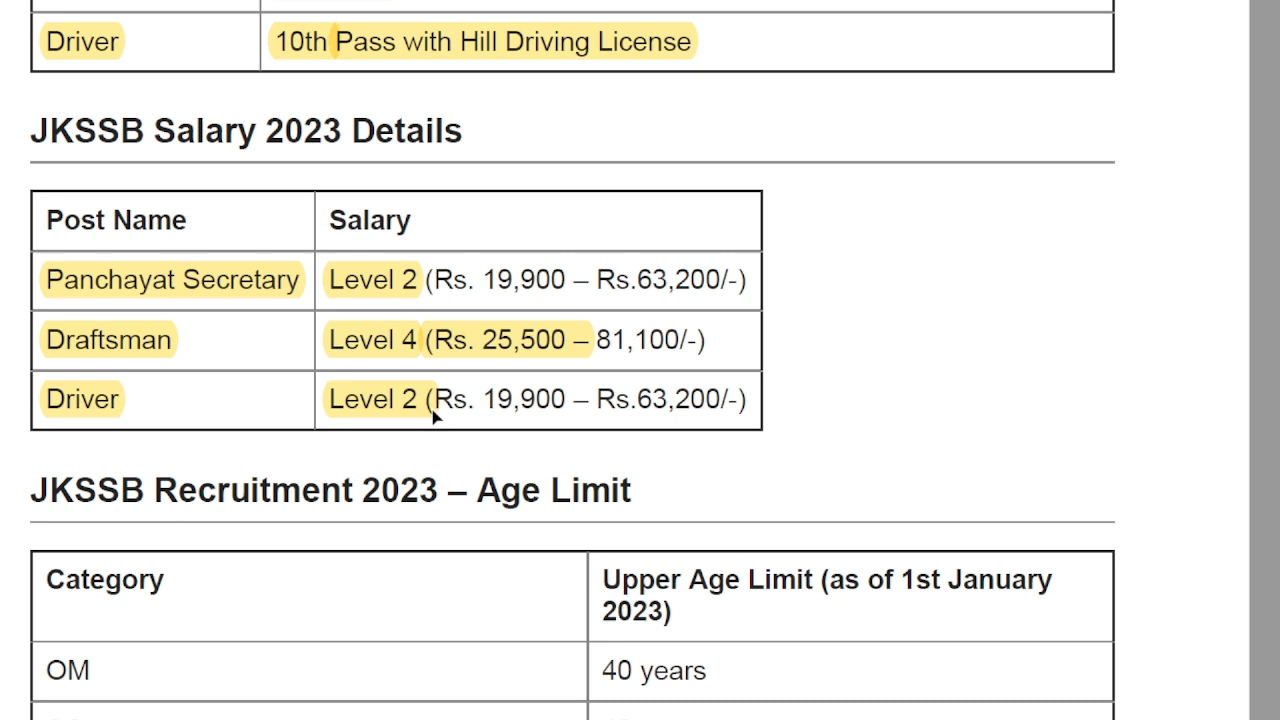 Driver 10th Pass with Hill Driving License
JKSSB Salary 2023 Details
Post Name Salary
Panchayat Secretary Level 2 (Rs. 19,900 – Rs.63,200/-)
Draftsman Level 4 (Rs. 25,500 – 81,100/-)
Driver Level 2 (Rs. 19,900 – Rs.63,200/-)
JKSSB Recruitment 2023 – Age Limit
Category Upper Age Limit (as of 1st January
2023)
OM 40 years